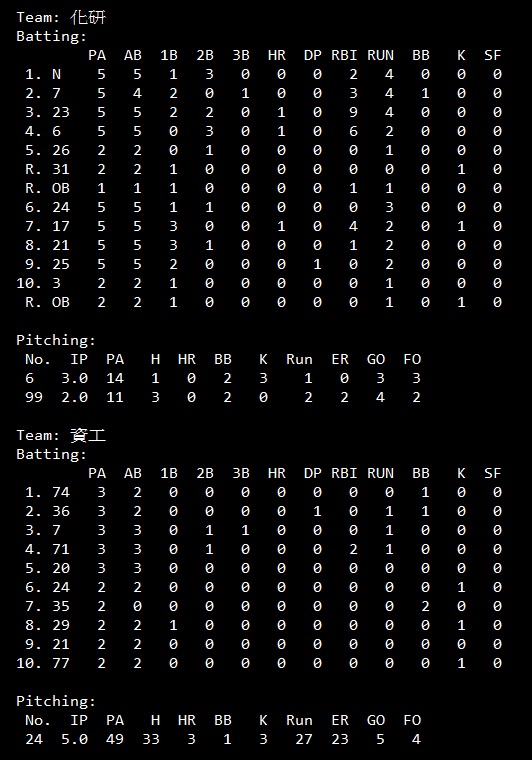 Team: 化研
Batting:
PA AB 1B 2B 3B HR DP RBI RUN BB K SF
1. N 5 5 1 3 0 0 0 2 4 0 0 0
2. 7 5 4 2 0 1 0 0 3 4 1 0 0
3. 23 5 5 2 2 0 1 0 9 4 0 0 0
4. 6 5 5 0 3 0 1 0 6 2 0 0 0
5. 26 2 2 0 1 0 0 0 0 1 0 0 0
R. 31 2 2 1 0 0 0 0 0 0 0 1 0
R. OB 1 1 1 0 0 0 0 1 1 0 0 0
6. 24 5 5 1 1 0 0 0 0 3 0 0 0
7. 17 5 5 3 0 0 1 0 4 2 0 1 0
8. 21 5 5 3 1 0 0 0 1 2 0 0 0
9. 25 5 5 2 0 0 0 1 0 2 0 0 0
10. 3 2 2 1 0 0 0 0 0 1 0 0 0
R. OB 2 2 1 0 0 0 0 0 1 0 1 0
Pitching:
No. IP PA H HR BB K Run ER GO FO
6 3.0 14 1 0 2 3 1 0 3 3
99 2.0 11 3 0 2 0 2 2 4 2
Team: 資工
Batting:
PA AB 1B 2B 3B HR DP RBI RUN BB K SF
1. 74 3 2 0 0 0 0 0 0 0 1 0 0
2. 36 3 2 0 0 0 0 1 0 1 1 0 0
3. 7 3 3 0 1 1 0 0 0 1 0 0 0
4. 71 3 3 0 1 0 0 0 2 1 0 0 0
5. 20 3 3 0 0 0 0 0 0 0 0 0 0
6. 24 2 2 0 0 0 0 0 0 0 0 1 0
7. 35 2 0 0 0 0 0 0 0 0 2 0 0
8. 29 2 2 1 0 0 0 0 0 0 0 1 0
9. 21 2 2 0 0 0 0 0 0 0 0 0 0
10. 77 2 2 0 0 0 0 0 0 0 0 1 0
Pitching:
No. IP PA H HR BB K Run ER GO FO
24 5.0 49 33 3 1 3 27 23 5 4